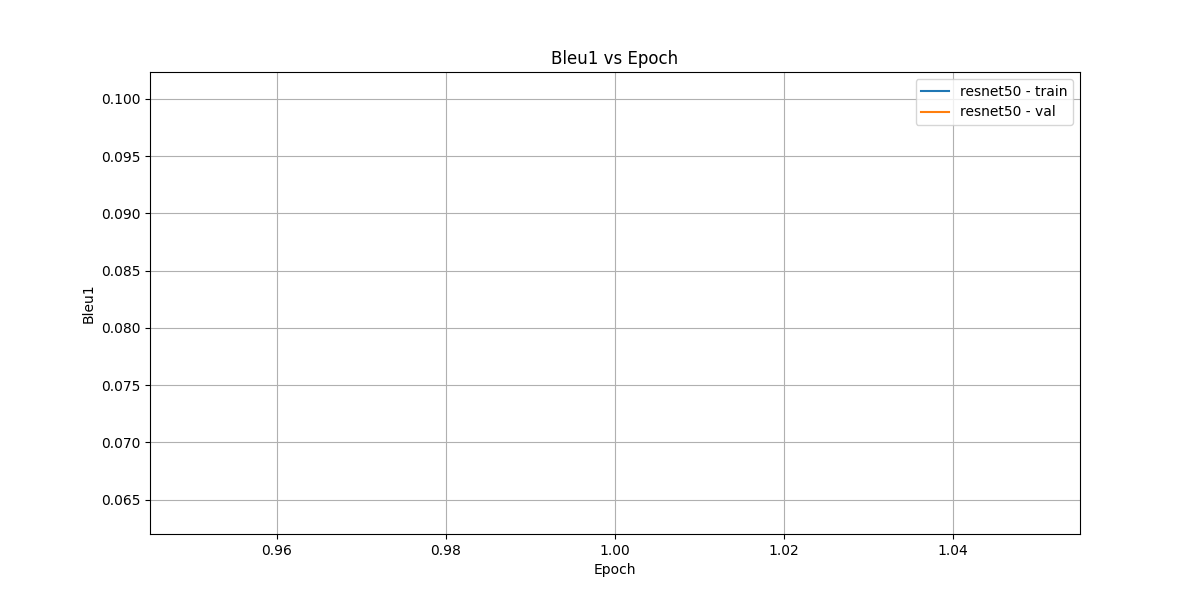 Bleu1 vs Epoch
resnet50 - train
resnet50 - val
0.100
0.095
0.090
0.085
0.080
0.075
0.070
0.065
Bleu1
0.96
0.98
1.00
1.02
1.04
Epoch